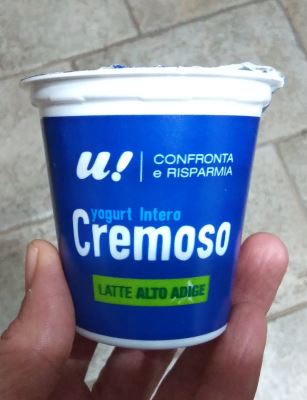 u! CONFRONTA
e RISPARMIA
yogurt Intero
Cremoso
LATTE ALTO ADIGE